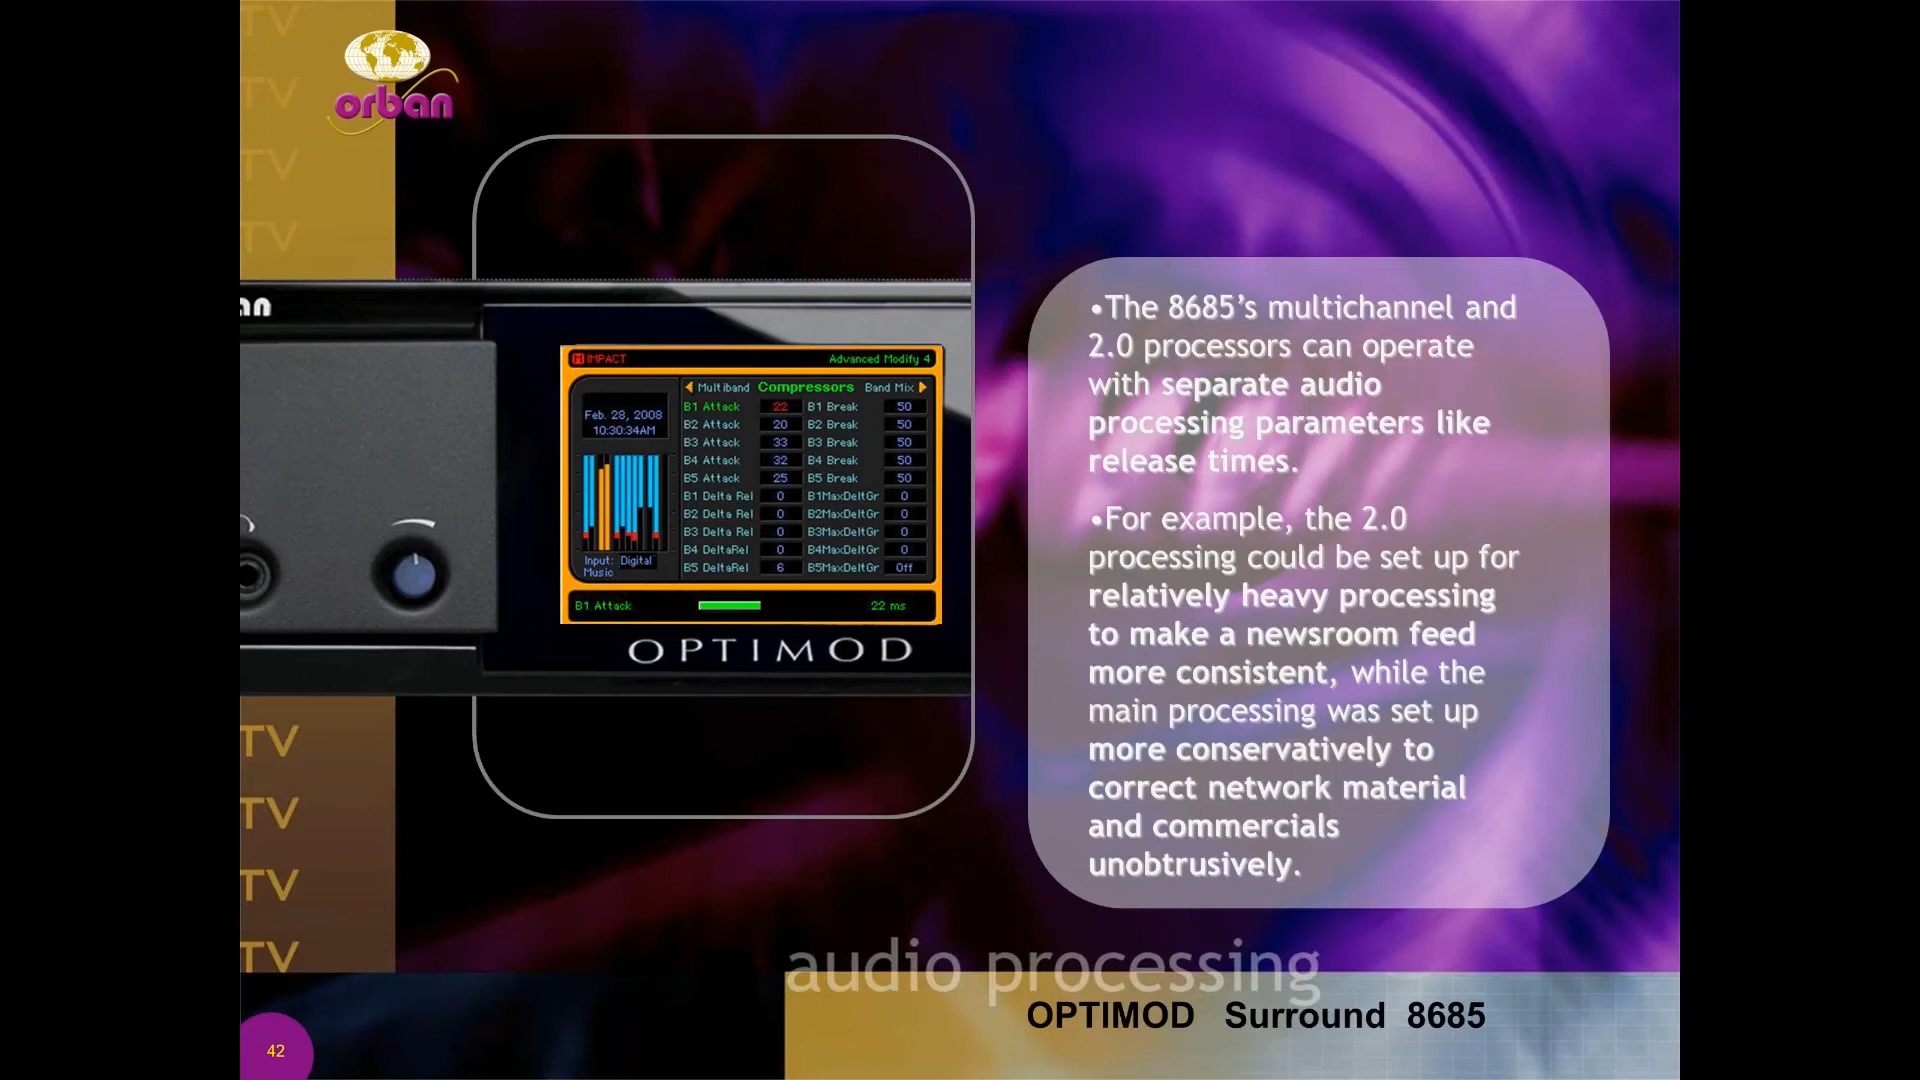 TV
TV
TV
TV
orban
an
M IMPACT
Advanced Modify 4
Multiband Compressors Band Mix
Feb. 28, 2008
10:30:34AM
B1 Attack 22 B1 Break 50
B2 Attack 20 B2 Break 50
B3 Attack 33 B3 Break 50
B4 Attack 32 B4 Break 50
B5 Attack 25 B5 Break 50
B1 Delta Rel 0 B1MaxDeltGr 0
B2 Delta Rel 0 B2MaxDeltGr 0
B3 Delta Rel 0 B3MaxDeltGr 0
B4 DeltaRel 0 B4MaxDeltGr 0
B5 DeltaRel 6 B5MaxDeltGr Off
Input: Digital
Music
B1 Attack 22 ms
OPTIMOD
•The 8685’s multichannel and
2.0 processors can operate
with separate audio
processing parameters like
release times.
•For example, the 2.0
processing could be set up for
relatively heavy processing
to make a newsroom feed
more consistent, while the
main processing was set up
more conservatively to
correct network material
and commercials
unobtrusively.
TV
TV
TV
TV
audio processing
OPTIMOD Surround 8685
42